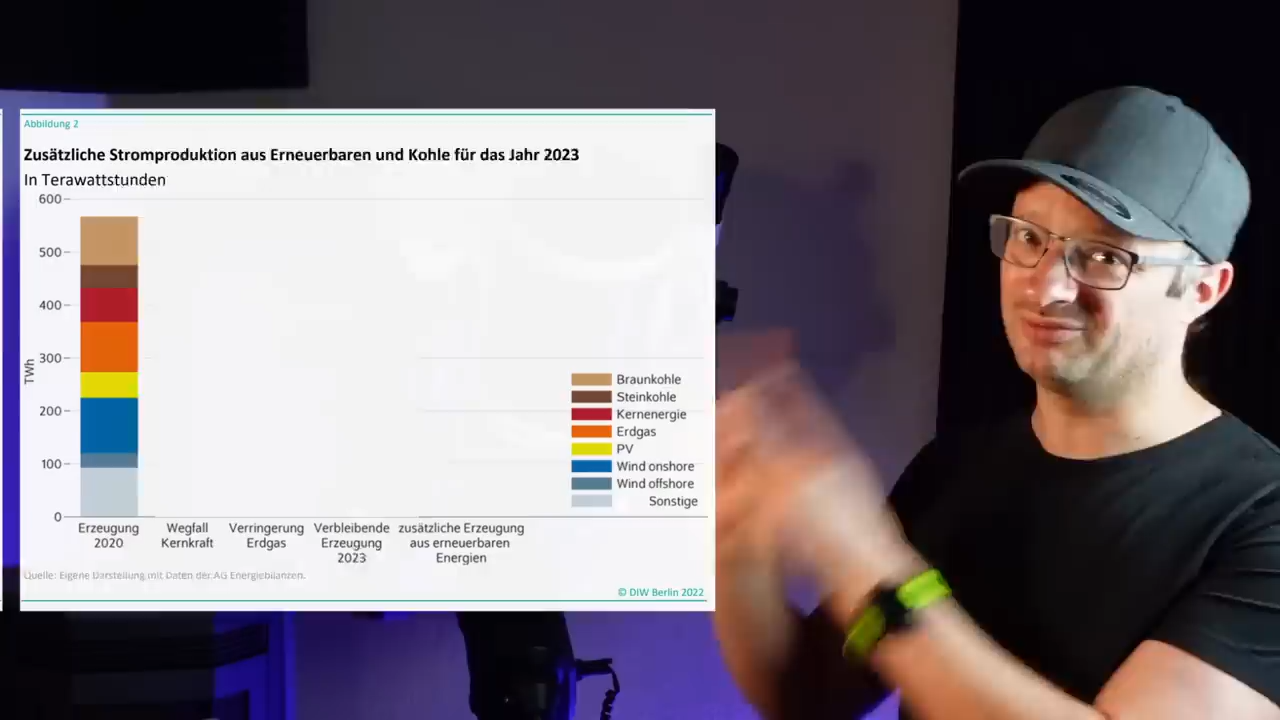 Abbildung 2
Zusätzliche Stromproduktion aus Erneuerbaren und Kohle für das Jahr 2023
In Terawattstunden
600
500
400
300
200
100
0
TWh
Braunkohle
Steinkohle
Kernenergie
Erdgas
PV
Wind onshore
Wind offshore
Sonstige
Erzeugung
2020
Wegfall
Kernkraft
Verringerung
Erdgas
Verbleibende
Erzeugung
2023
zusätzliche Erzeugung
aus erneuerbaren
Energien
Quelle: Eigene Darstellung mit Daten der AG Energiebilanzen.
© DIW Berlin 2022